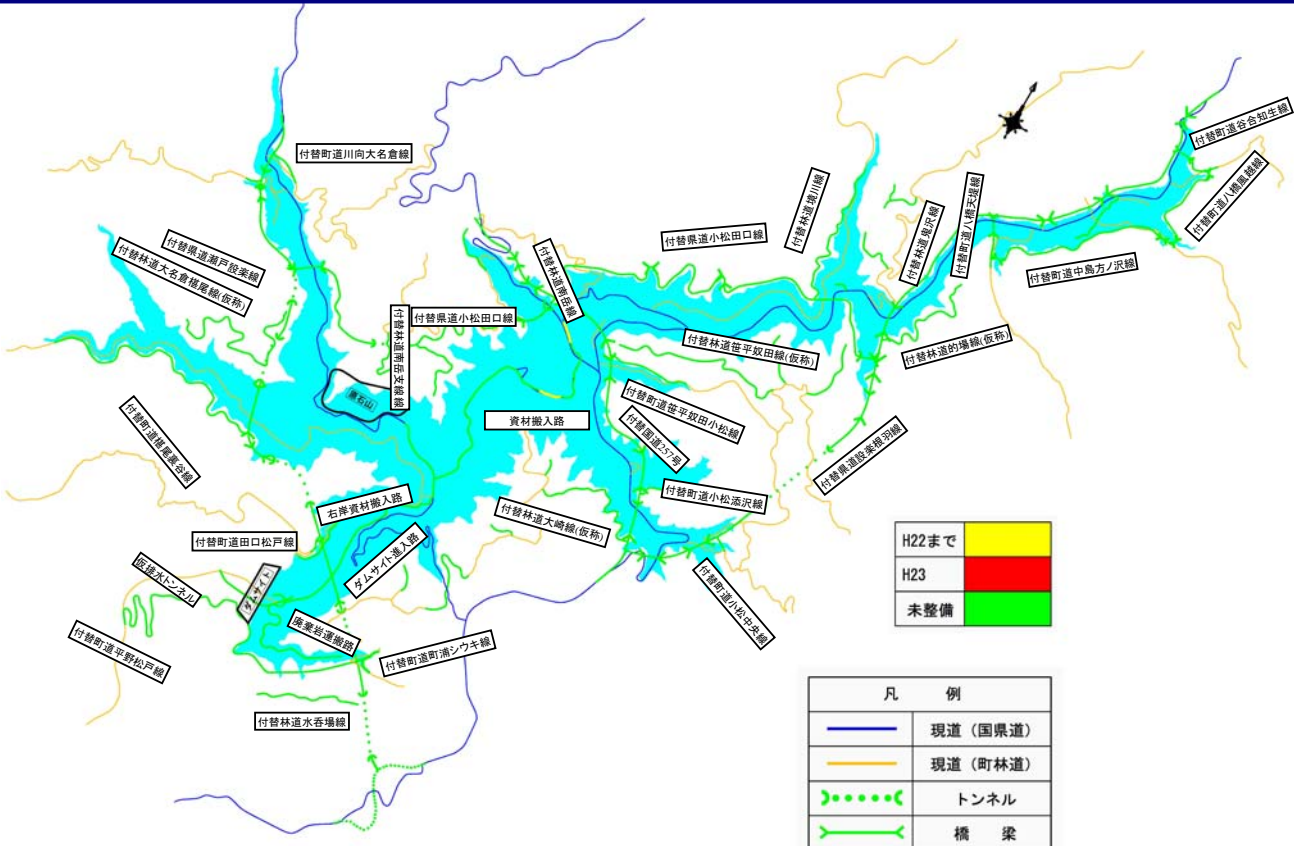 付替町道川向大名倉線
付替町道谷合知生線
付替町道八橋風越線
付替県道瀬戸設楽線
付替林道大名倉椹尾線(仮称)
付替林道南岳線
付替県道小松田口線
付替林道境川線
付替林道鬼沢線
付替町道八橋天堤線
付替町道中島方ノ沢線
付替林道南岳支線線
付替県道小松田口線
付替林道笹平奴田線(仮称)
付替林道的場線(仮称)
原石山
資材搬入路
付替町道笹平奴田小松線
付替町道椹尾裏谷線
付替国道257号
付替県道設楽根羽線
右岸資材搬入路
付替町道小松添沢線
付替林道大崎線(仮称)
付替町道田口松戸線
ダムサイト進入路
仮排水トンネル
ダムサイト
付替町道小松中央線
付替町道平野松戸線
廃棄岩運搬路
付替町道町浦シウキ線
付替林道水呑場線
H22まで
H23
未整備
凡 例
現道（国県道）
現道（町林道）
トンネル
橋 梁